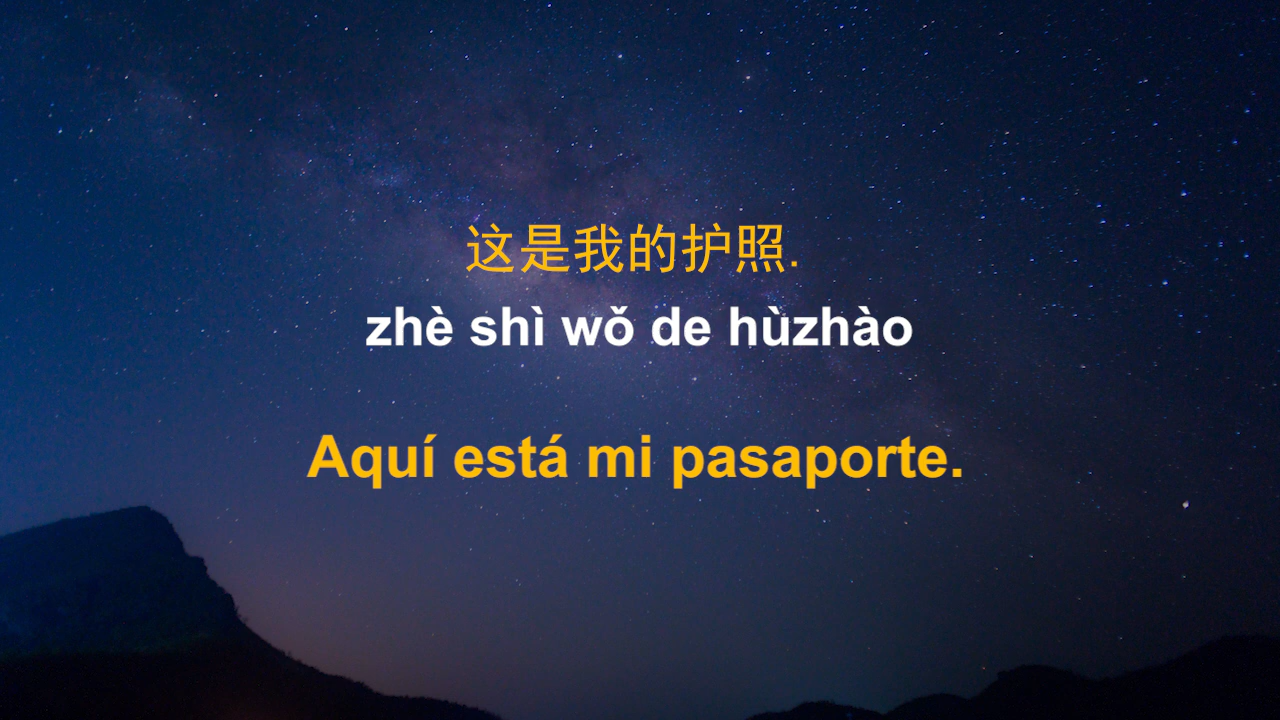 这是我的护照.
zhè shì wǒ de hùzhào
Aquí está mi pasaporte.